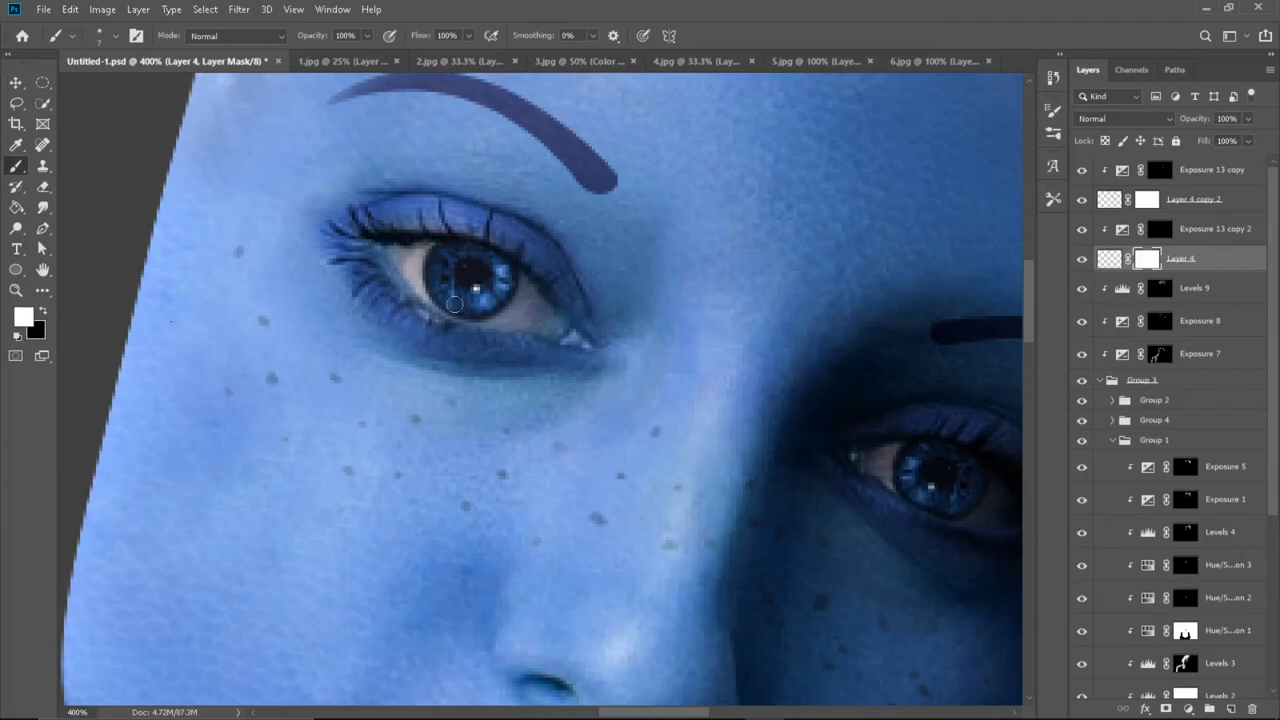 Ps File Edit Image Layer Type Select Filter 3D View Window Help
7 Mode: Normal Opacity: 100% Flow: 100% Smoothing: 0%
Untitled-1.psd @ 400% (Layer 4, Layer Mask/8) * × 1.jpg @ 25% (Layer ... × 2.jpg @ 33.3% (Lay... × 3.jpg @ 50% (Color ... × 4.jpg @ 33.3% (Lay... × 5.jpg @ 100% (Laye... × 6.jpg @ 100% (Laye... ×
Layers Channels Paths
Kind
Normal Opacity: 100%
Lock: Fill: 100%
Exposure 13 copy
Layer 4 copy 2
Exposure 13 copy 2
Layer 4
Levels 9
Exposure 8
Exposure 7
Group 3
Group 2
Group 4
Group 1
Exposure 5
Exposure 1
Levels 4
Hue/S...on 3
Hue/S...on 2
Hue/S...on 1
Levels 3
Levels 2
400% Doc: 4.72M/87.3M